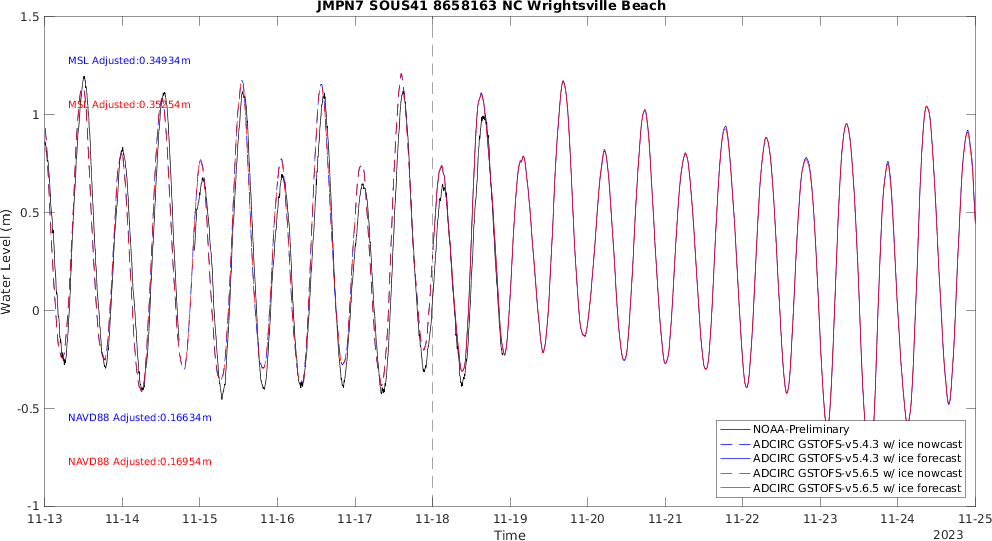 JMPN7 SOUS41 8658163 NC Wrightsville Beach
1.5
1
0.5
0
-0.5
-1
Water Level (m)
MSL Adjusted:0.34934m
MSL Adjusted:0.35254m
NAVD88 Adjusted:0.16634m
NAVD88 Adjusted:0.16954m
NOAA-Preliminary
ADCIRC GSTOFS-v5.4.3 w/ ice nowcast
ADCIRC GSTOFS-v5.4.3 w/ ice forecast
ADCIRC GSTOFS-v5.6.5 w/ ice nowcast
ADCIRC GSTOFS-v5.6.5 w/ ice forecast
11-13 11-14 11-15 11-16 11-17 11-18 11-19 11-20 11-21 11-22 11-23 11-24 11-25
Time
2023